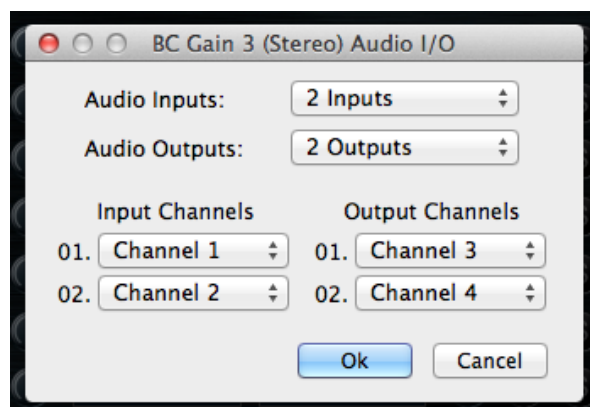 BC Gain 3 (Stereo) Audio I/O
Audio Inputs: 2 Inputs
Audio Outputs: 2 Outputs
Input Channels Output Channels
01. Channel 1 01. Channel 3
02. Channel 2 02. Channel 4
Ok Cancel